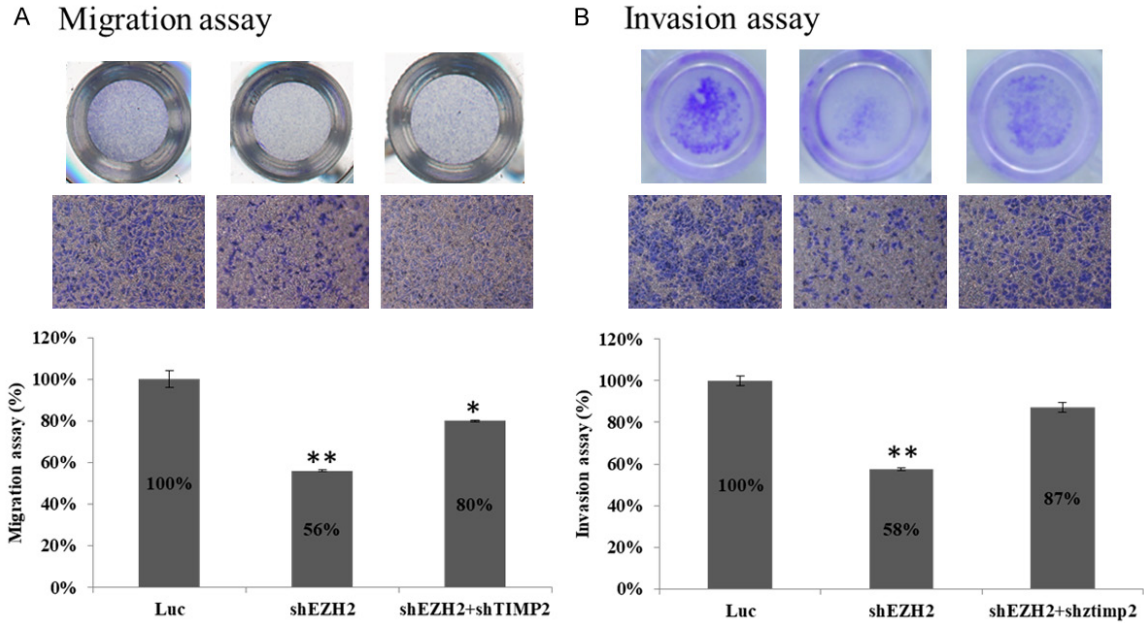 A Migration assay
B Invasion assay
Migration assay (%)
120%
100%
80%
60%
40%
20%
0%
100%
**
56%
*
80%
Luc
shEZH2
shEZH2+shTIMP2
Invasion assay (%)
120%
100%
80%
60%
40%
20%
0%
100%
**
58%
87%
Luc
shEZH2
shEZH2+shztimp2